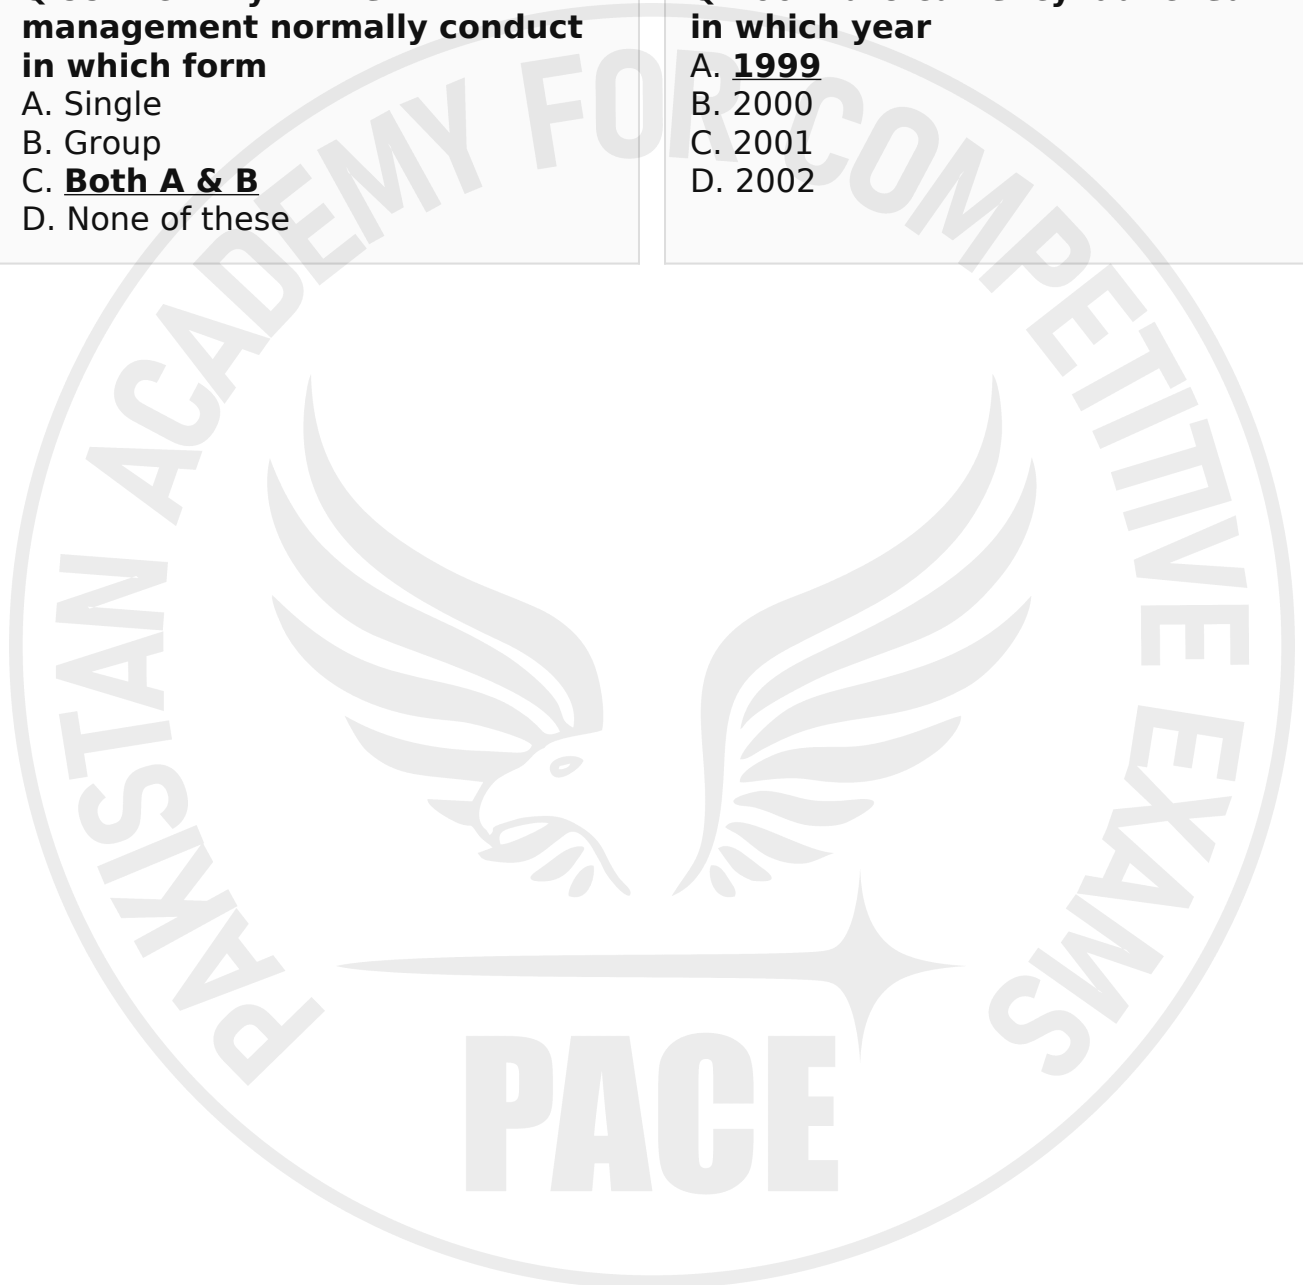 management normally conduct
in which form
A. Single
B. Group
C. Both A & B
D. None of these
in which year
A. 1999
B. 2000
C. 2001
D. 2002
PAKISTAN ACADEMY FOR COMPETITIVE EXAMS
PACE